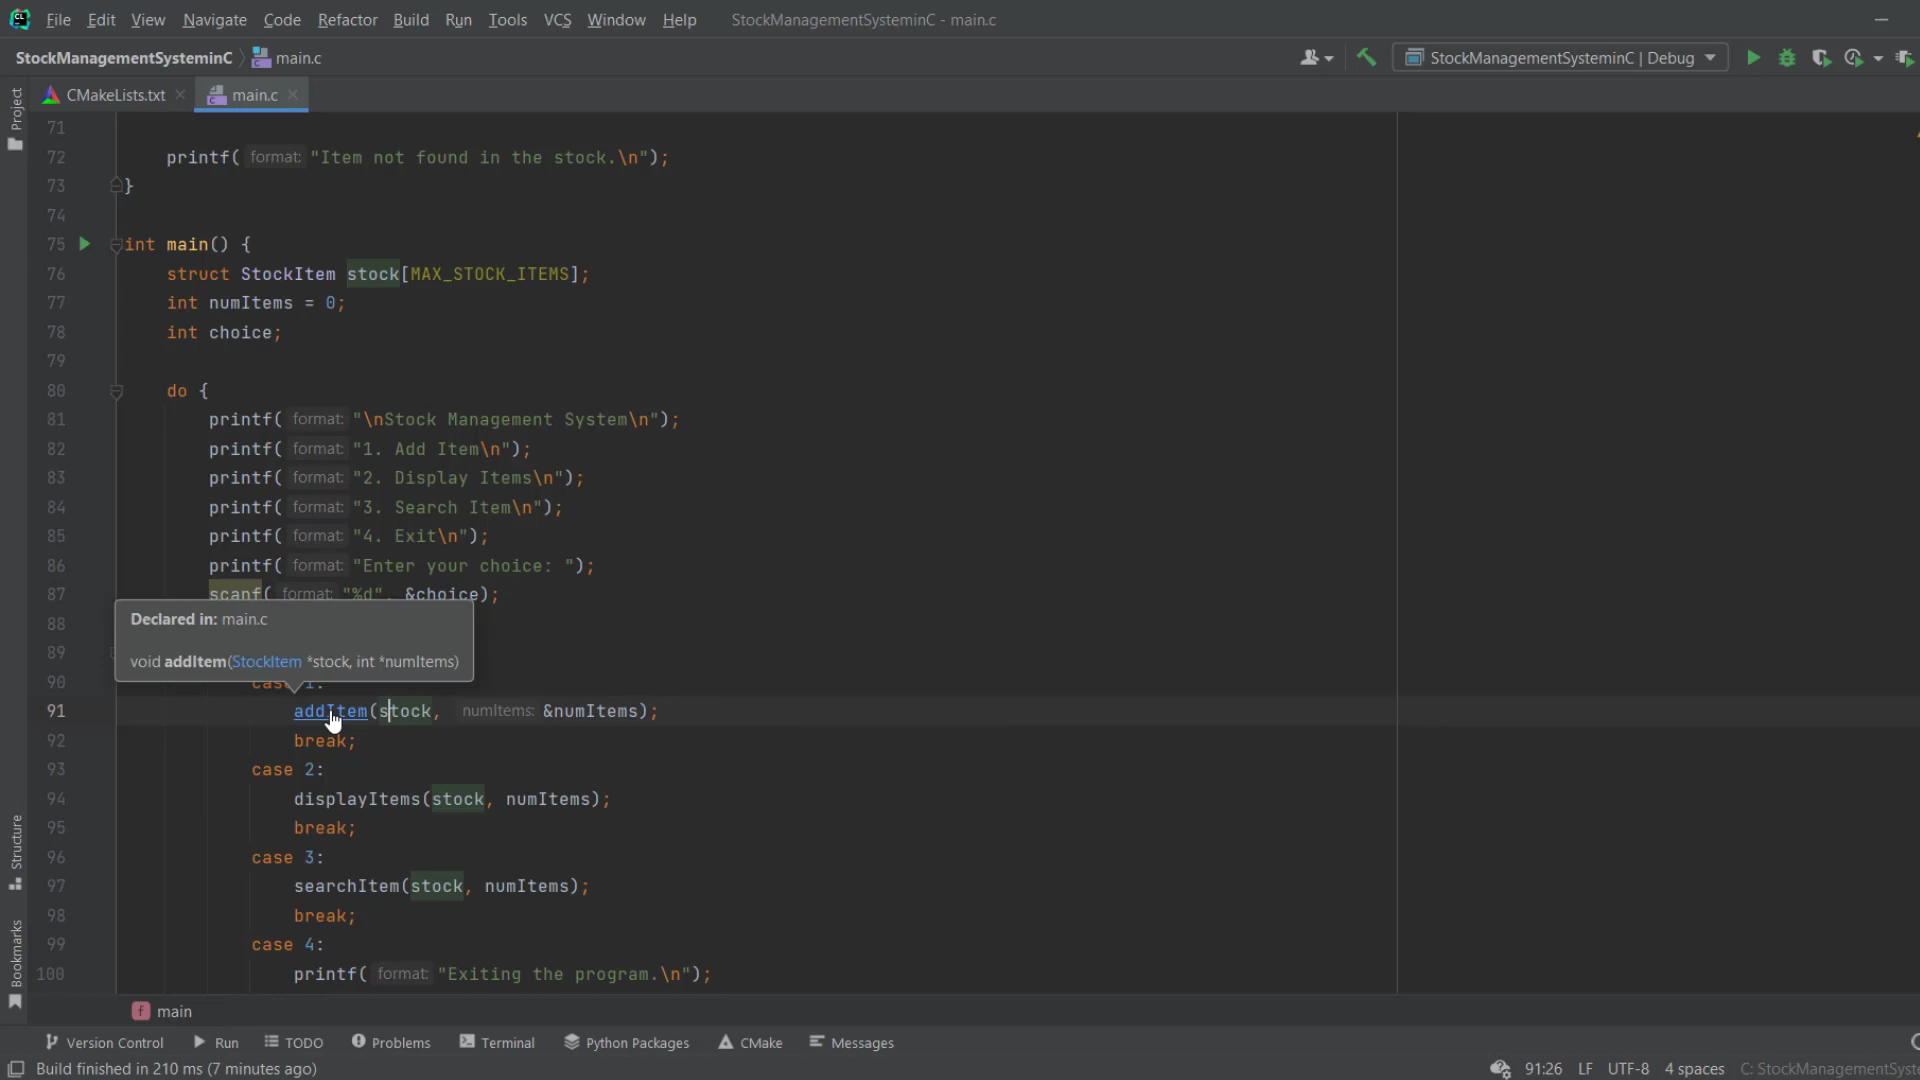 File Edit View Navigate Code Refactor Build Run Tools VCS Window Help StockManagementSysteminC - main.c
StockManagementSysteminC main.c StockManagementSysteminC | Debug
Project
CMakeLists.txt main.c
71
72 printf( format: "Item not found in the stock.\n");
73 }
74
75 int main() {
76 struct StockItem stock[MAX_STOCK_ITEMS];
77 int numItems = 0;
78 int choice;
79
80 do {
81 printf( format: "\nStock Management System\n");
82 printf( format: "1. Add Item\n");
83 printf( format: "2. Display Items\n");
84 printf( format: "3. Search Item\n");
85 printf( format: "4. Exit\n");
86 printf( format: "Enter your choice: ");
87 scanf( format: "%d", &choice);
88 Declared in: main.c
89 void addItem(StockItem *stock, int *numItems)
90 case 1:
91 addItem(stock, numItems: &numItems);
92 break;
93 case 2:
94 displayItems(stock, numItems);
95 break;
96 case 3:
97 searchItem(stock, numItems);
98 break;
99 case 4:
100 printf( format: "Exiting the program.\n");
Structure
Bookmarks
f main
Version Control Run TODO Problems Terminal Python Packages CMake Messages
Build finished in 210 ms (7 minutes ago) 91:26 LF UTF-8 4 spaces C: StockManagementSyste